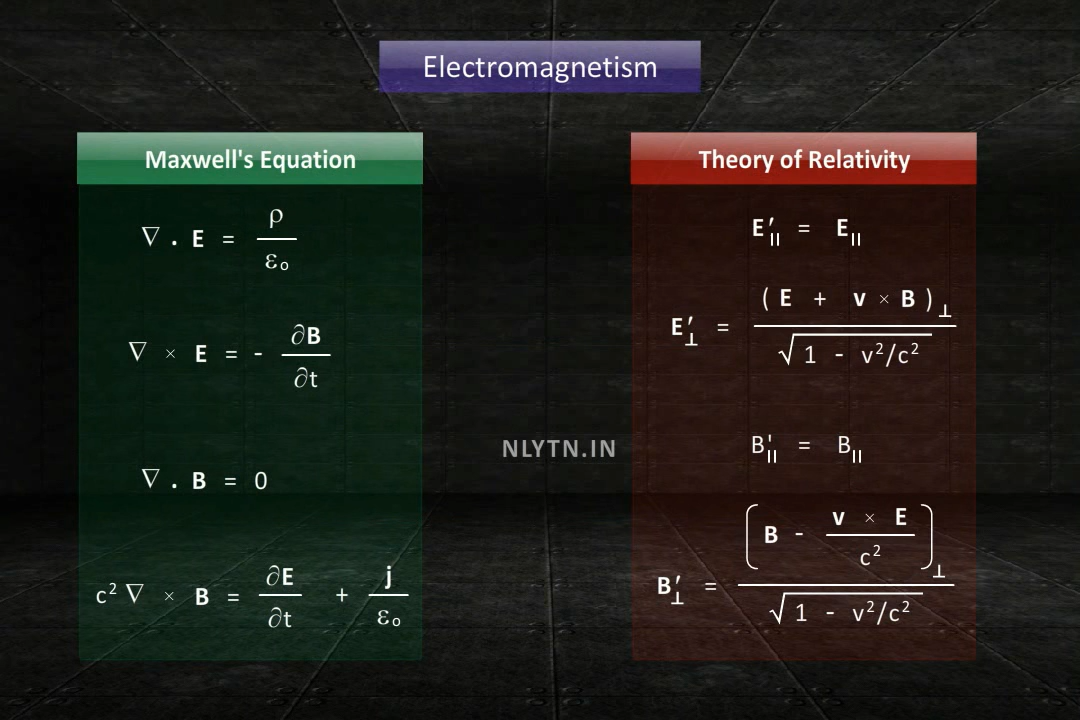 Electromagnetism
Maxwell's Equation
∇ . E = ρ / ε₀
∇ × E = - ∂B / ∂t
∇ . B = 0
c² ∇ × B = ∂E / ∂t + j / ε₀
NLYTN.IN
Theory of Relativity
E′|| = E||
E′⊥ = ( E + v × B )⊥ / √ 1 - v²/c²
B'|| = B||
B′⊥ = [ B - v × E / c² ]⊥ / √ 1 - v²/c²